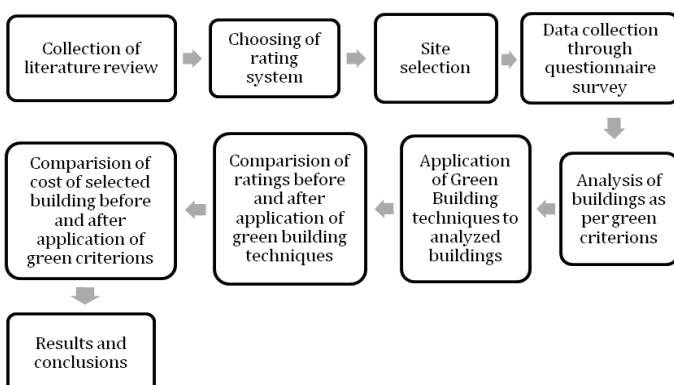 Collection of
literature review
Choosing of
rating
system
Site
selection
Data collection
through
questionnaire
survey
Analysis of
buildings as
per green
criterions
Application
of Green
Building
techniques to
analyzed
buildings
Comparision of
ratings before
and after
application of
green building
techniques
Comparision of
cost of selected
building before
and after
application of
green criterions
Results and
conclusions